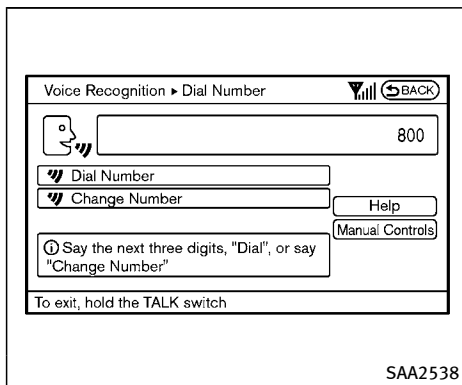 Voice Recognition ▸ Dial Number
BACK
800
Dial Number
Change Number
Help
Manual Controls
Say the next three digits, "Dial", or say
"Change Number"
To exit, hold the TALK switch
SAA2538